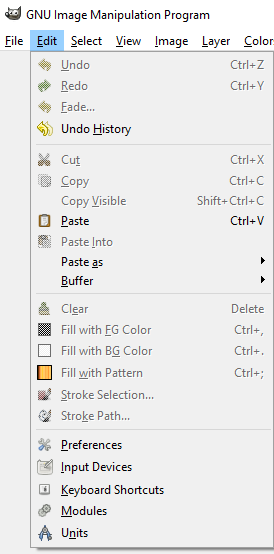 GNU Image Manipulation Program
File Edit Select View Image Layer Colors
Undo Ctrl+Z
Redo Ctrl+Y
Fade...
Undo History
Cut Ctrl+X
Copy Ctrl+C
Copy Visible Shift+Ctrl+C
Paste Ctrl+V
Paste Into
Paste as
Buffer
Clear Delete
Fill with FG Color Ctrl+,
Fill with BG Color Ctrl+.
Fill with Pattern Ctrl+;
Stroke Selection...
Stroke Path...
Preferences
Input Devices
Keyboard Shortcuts
Modules
Units